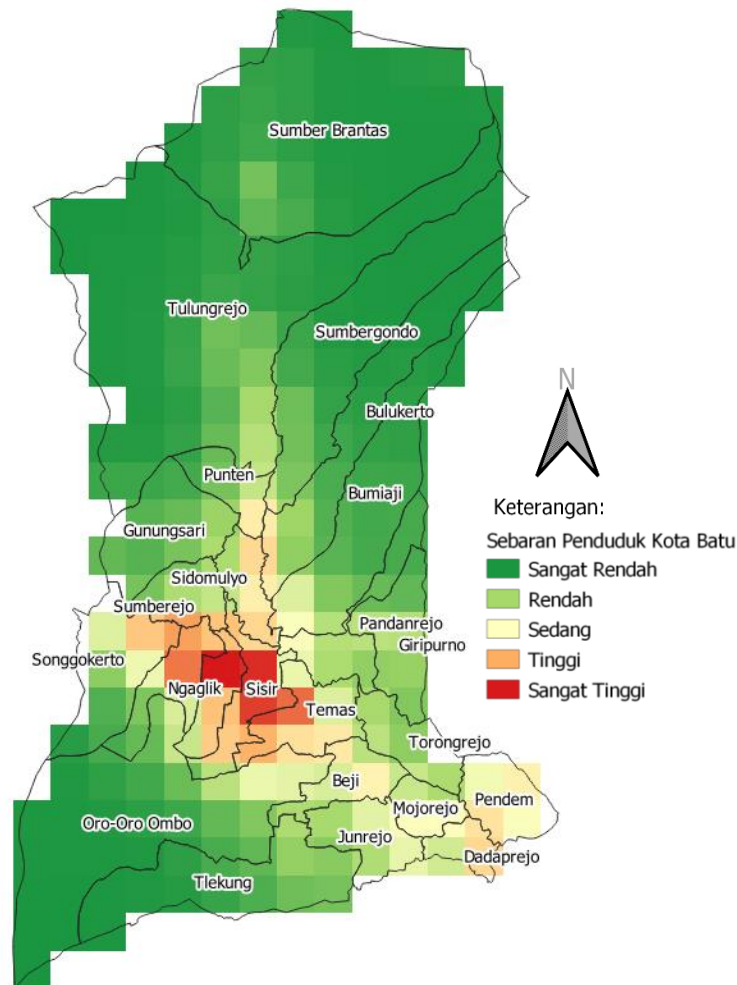 Sumber Brantas
Tulungrejo
Sumbergondo
N
Bulukerto
Punten
Bumiaji
Keterangan:
Gunungsari
Sebaran Penduduk Kota Batu
Sangat Rendah
Sidomulyo
Rendah
Sumberejo
Pandanrejo
Sedang
Giripurno
Songgokerto
Tinggi
Ngaglik
Sisir
Sangat Tinggi
Temas
Torongrejo
Beji
Pendem
Mojorejo
Oro-Oro Ombo
Junrejo
Dadaprejo
Tlekung